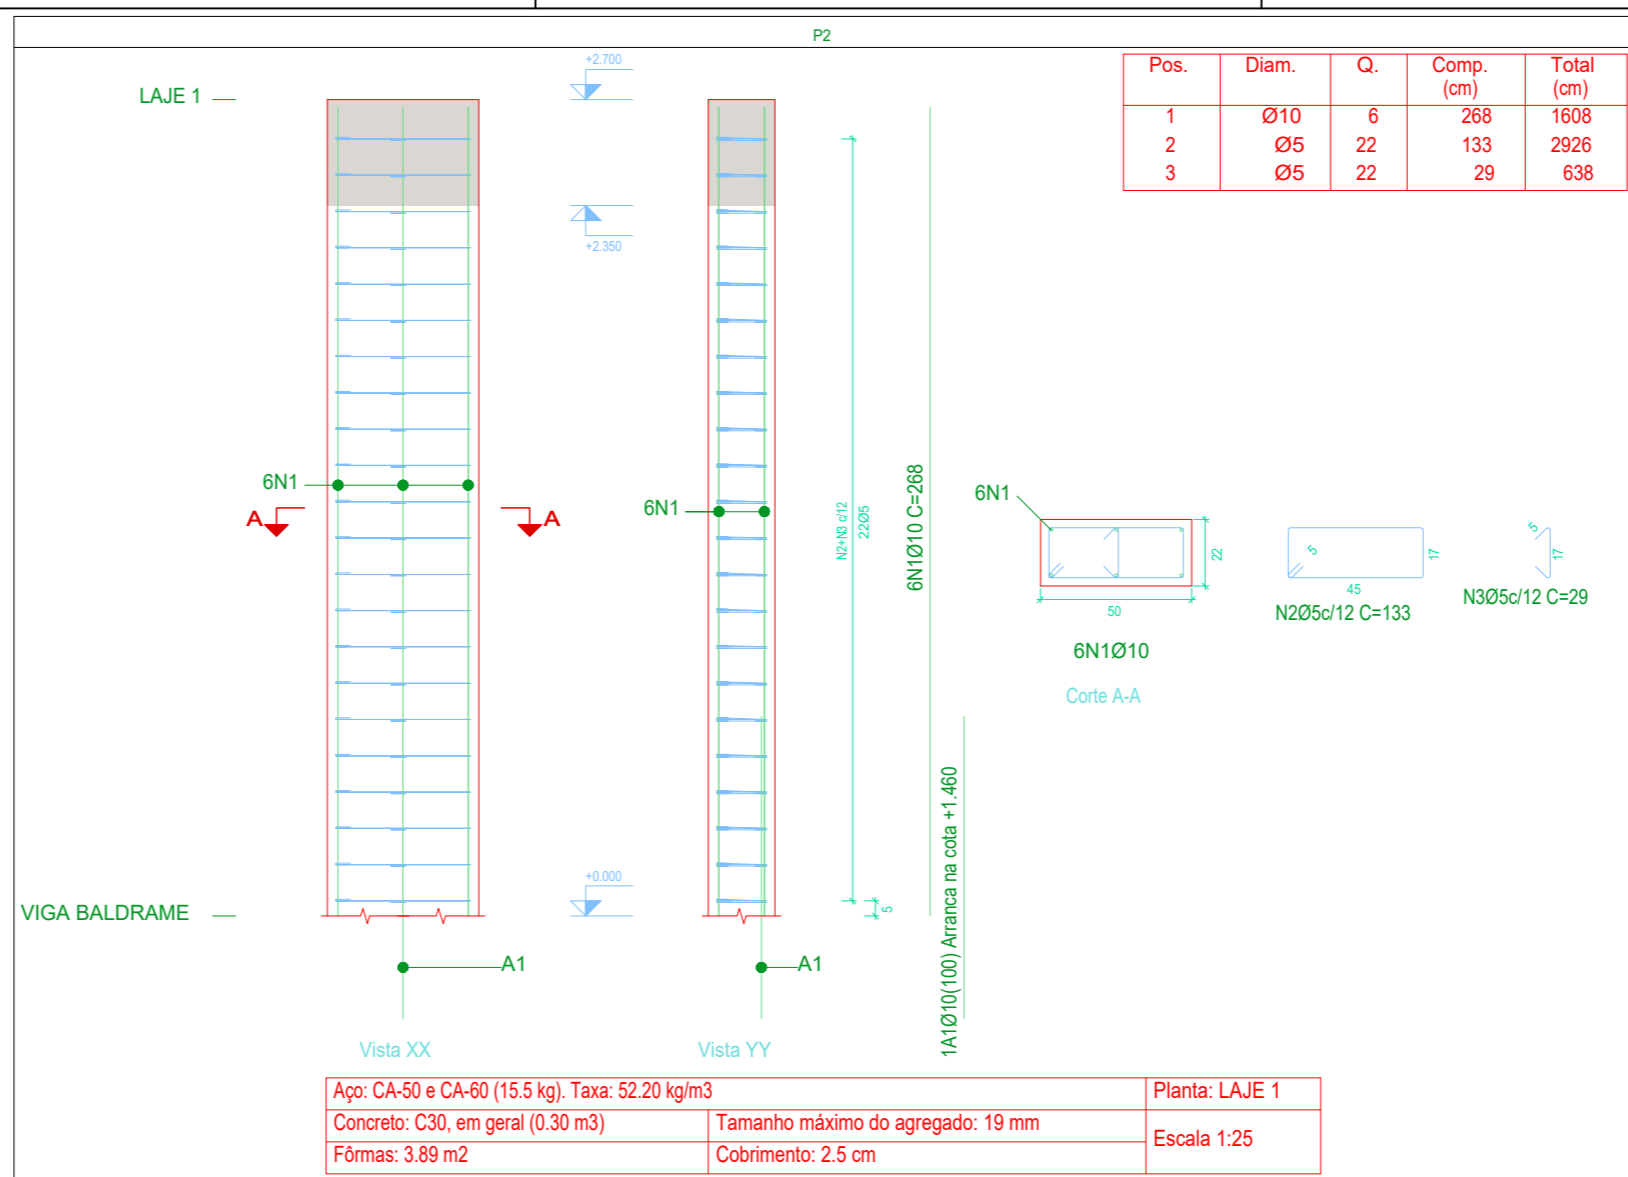 P2
Pos. Diam. Q. Comp. (cm) Total (cm)
1 Ø10 6 268 1608
2 Ø5 22 133 2926
3 Ø5 22 29 638
LAJE 1
+2.700
+2.350
6N1
A
A
6N1
N2+N3 c/12
22Ø5
6N1Ø10 C=268
6N1
22
50
6N1Ø10
Corte A-A
5
17
45
N2Ø5c/12 C=133
5
17
N3Ø5c/12 C=29
1A1Ø10(100) Arranca na cota +1.460
+0.000
5
VIGA BALDRAME
A1
A1
Vista XX
Vista YY
Aço: CA-50 e CA-60 (15.5 kg). Taxa: 52.20 kg/m3
Planta: LAJE 1
Concreto: C30, em geral (0.30 m3)
Tamanho máximo do agregado: 19 mm
Escala 1:25
Fôrmas: 3.89 m2
Cobrimento: 2.5 cm